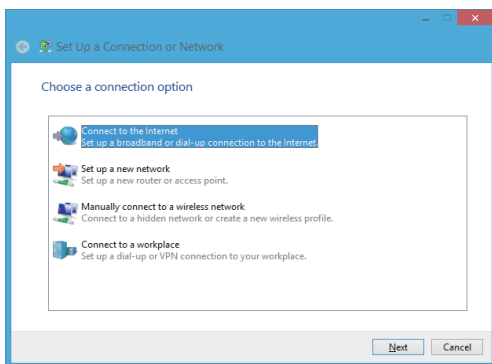 Set Up a Connection or Network
Choose a connection option
Connect to the Internet
Set up a broadband or dial-up connection to the Internet.
Set up a new network
Set up a new router or access point.
Manually connect to a wireless network
Connect to a hidden network or create a new wireless profile.
Connect to a workplace
Set up a dial-up or VPN connection to your workplace.
Next Cancel